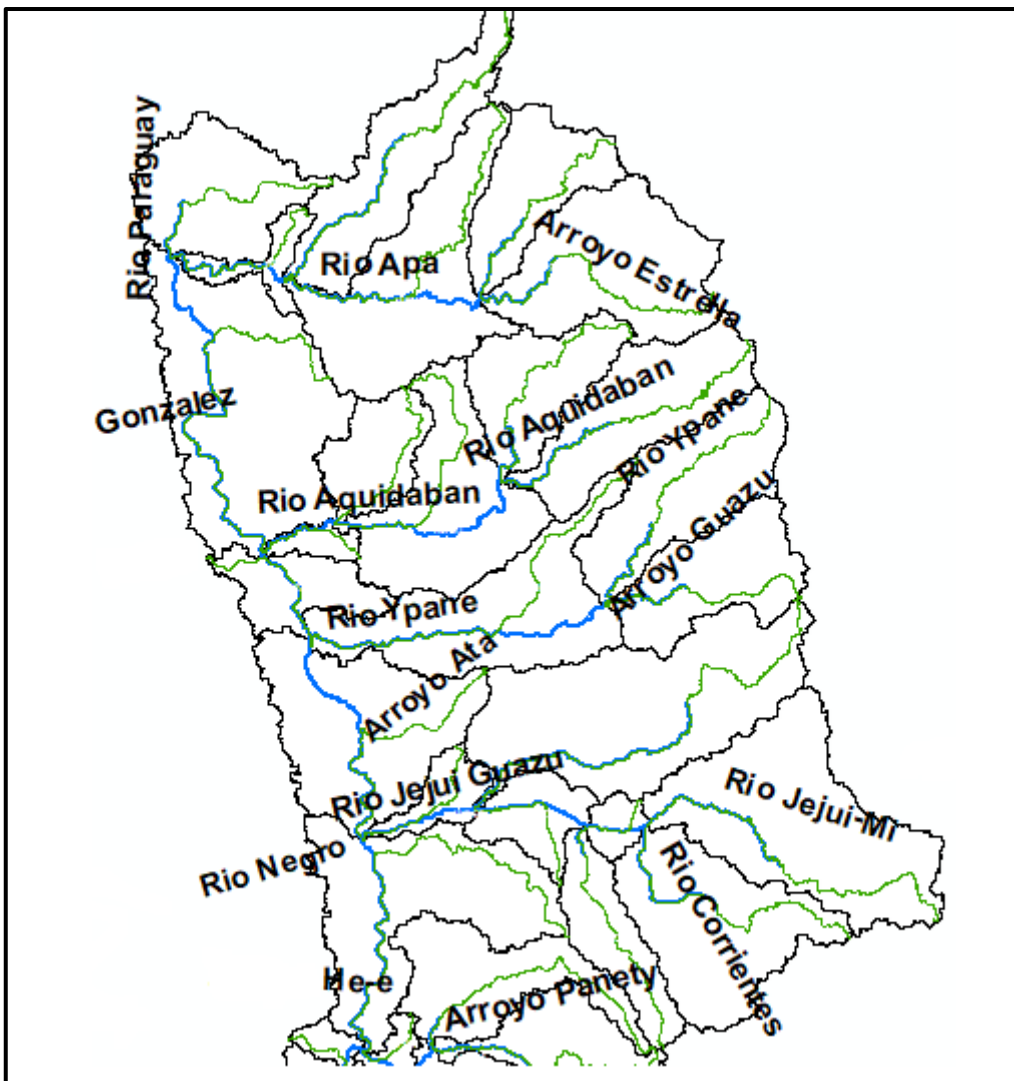 Rio Paraguay
Rio Apa
Arroyo Estrella
Gonzalez
Rio Aquidaban
Rio Ypane
Rio Aquidaban
Arroyo Guazu
Rio Ypane
Arroyo Ata
Rio Jejui Guazu
Rio Jejui-Mi
Rio Negro
Rio Corrientes
He-e
Arroyo Panety